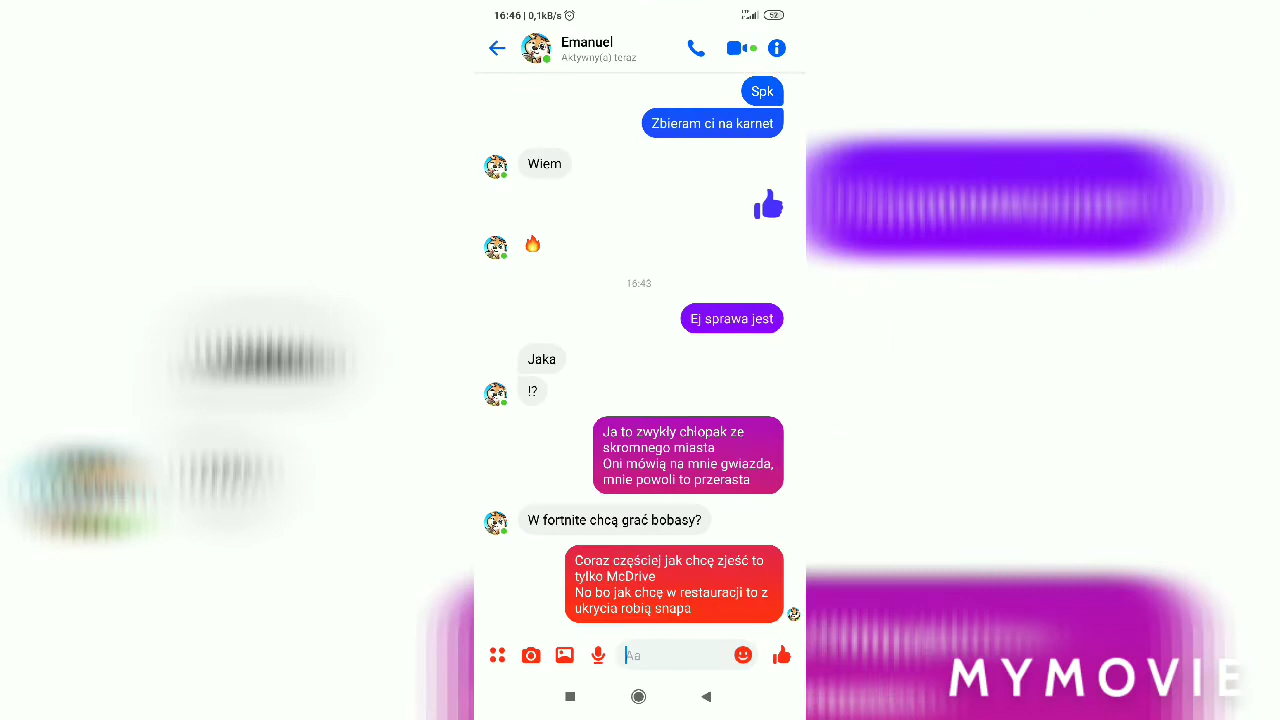 16:46 | 0,1kB/s
52
Emanuel
Aktywny(a) teraz
Spk
Zbieram ci na karnet
Wiem
16:43
Ej sprawa jest
Jaka
!?
Ja to zwykły chłopak ze
skromnego miasta
Oni mówią na mnie gwiazda,
mnie powoli to przerasta
W fortnite chcą grać bobasy?
Coraz częściej jak chcę zjeść to
tylko McDrive
No bo jak chcę w restauracji to z
ukrycia robią snapa
Aa
MYMOVIE